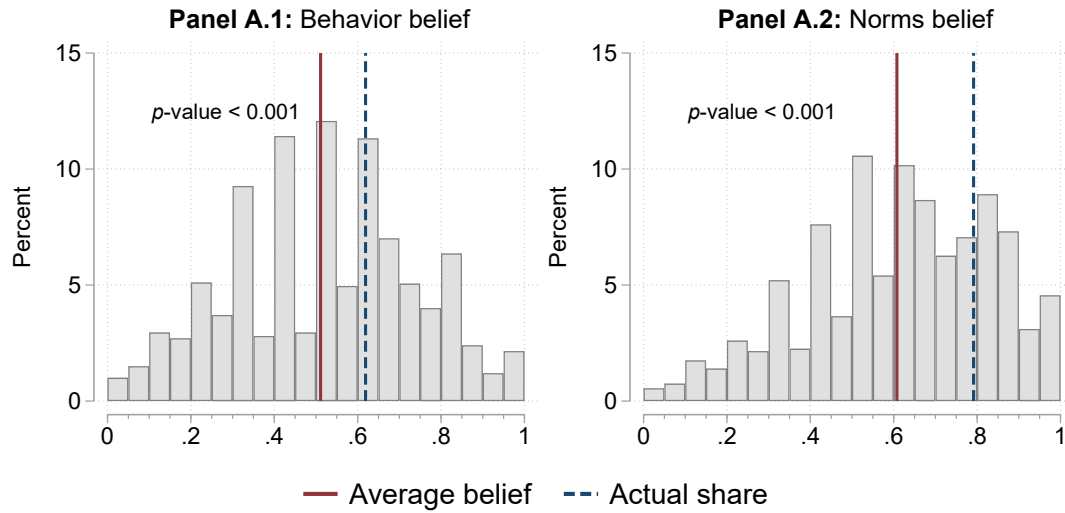 Panel A.1: Behavior belief
Percent
15
10
5
0
p-value < 0.001
0 .2 .4 .6 .8 1
Panel A.2: Norms belief
Percent
15
10
5
0
p-value < 0.001
0 .2 .4 .6 .8 1
Average belief Actual share